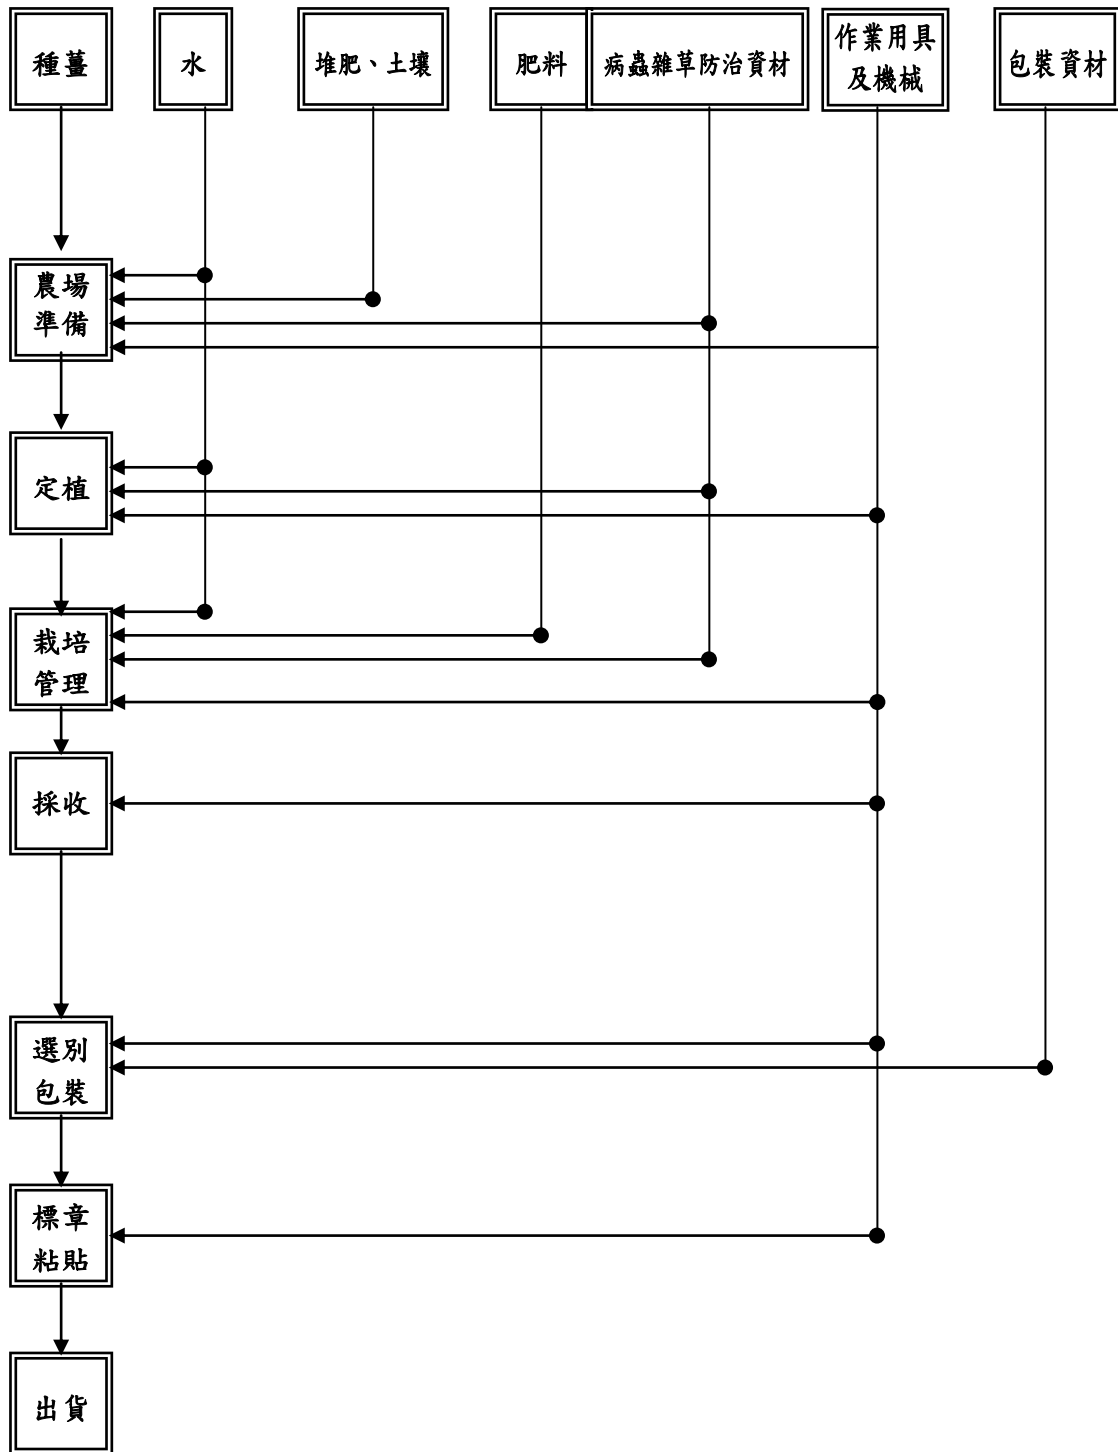 種薑
水
堆肥、土壤
肥料
病蟲雜草防治資材
作業用具
及機械
包裝資材
農場
準備
定植
栽培
管理
採收
選別
包裝
標章
粘貼
出貨